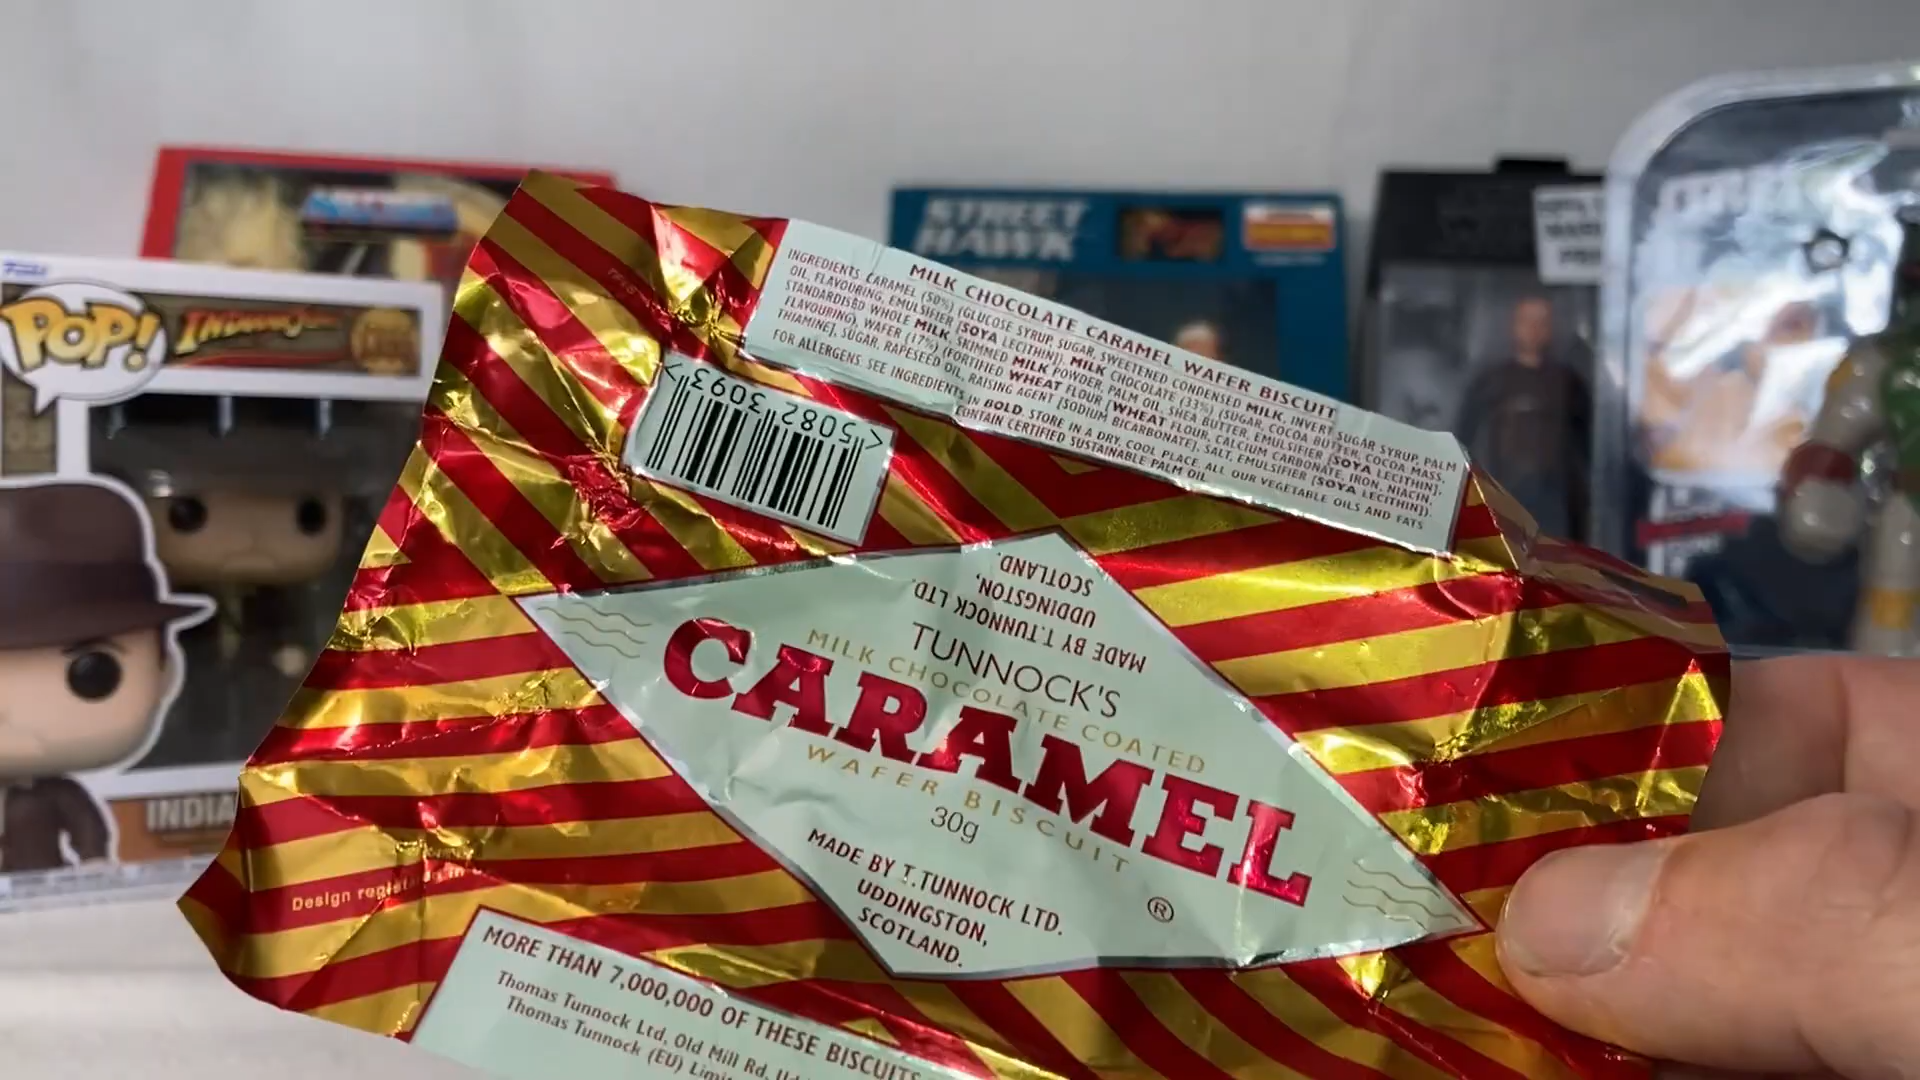 STREET
HAWK
POP!
INDIANA JONES
INDIA
MILK CHOCOLATE CARAMEL WAFER BISCUIT
INGREDIENTS CARAMEL (50%) (GLUCOSE SYRUP, SUGAR, SWEETENED CONDENSED MILK, INVERT SUGAR SYRUP, PALM
OIL, FLAVOURING, EMULSIFIER [SOYA LECITHIN]), MILK CHOCOLATE (33%) (SUGAR, COCOA BUTTER, COCOA MASS,
STANDARDISED WHOLE MILK, SKIMMED MILK POWDER, PALM OIL, SHEA BUTTER, EMULSIFIER [SOYA LECITHIN],
FLAVOURING), WAFER (17%) (FORTIFIED WHEAT FLOUR [WHEAT FLOUR, CALCIUM CARBONATE, IRON, NIACIN,
THIAMINE], SUGAR, RAPESEED OIL, RAISING AGENT [SODIUM BICARBONATE], SALT, EMULSIFIER [SOYA LECITHIN]).
FOR ALLERGENS: SEE INGREDIENTS IN BOLD. STORE IN A DRY, COOL PLACE. ALL OUR VEGETABLE OILS AND FATS
CONTAIN CERTIFIED SUSTAINABLE PALM OIL
<5082 3093>
MADE BY T.TUNNOCK LTD.
UDDINGSTON,
SCOTLAND.
TUNNOCK'S
MILK CHOCOLATE COATED
CARAMEL
WAFER BISCUIT
30g
®
MADE BY T.TUNNOCK LTD.
UDDINGSTON,
SCOTLAND.
Design registered in
MORE THAN 7,000,000 OF THESE BISCUITS
Thomas Tunnock Ltd, Old Mill Rd,
Thomas Tunnock (EU)